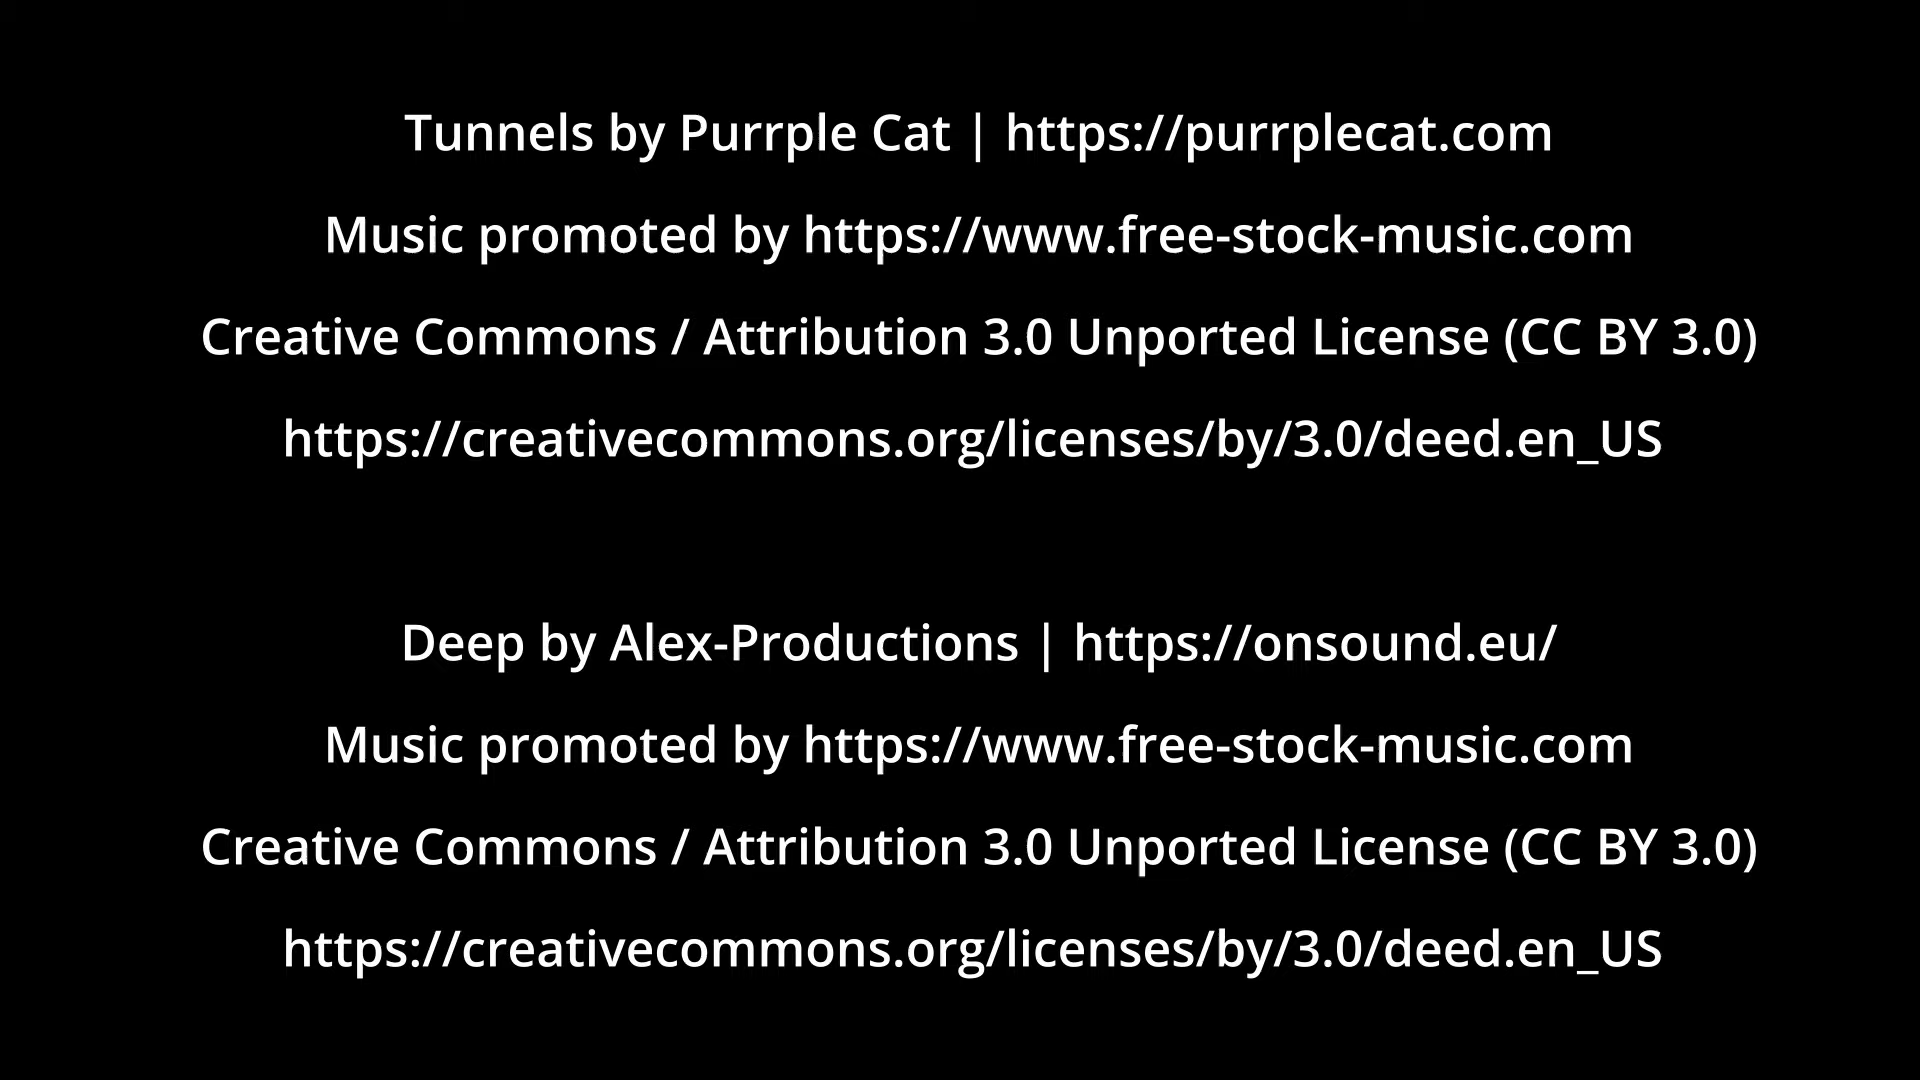 Tunnels by Purrple Cat | https://purrplecat.com
Music promoted by https://www.free-stock-music.com
Creative Commons / Attribution 3.0 Unported License (CC BY 3.0)
https://creativecommons.org/licenses/by/3.0/deed.en_US
Deep by Alex-Productions | https://onsound.eu/
Music promoted by https://www.free-stock-music.com
Creative Commons / Attribution 3.0 Unported License (CC BY 3.0)
https://creativecommons.org/licenses/by/3.0/deed.en_US